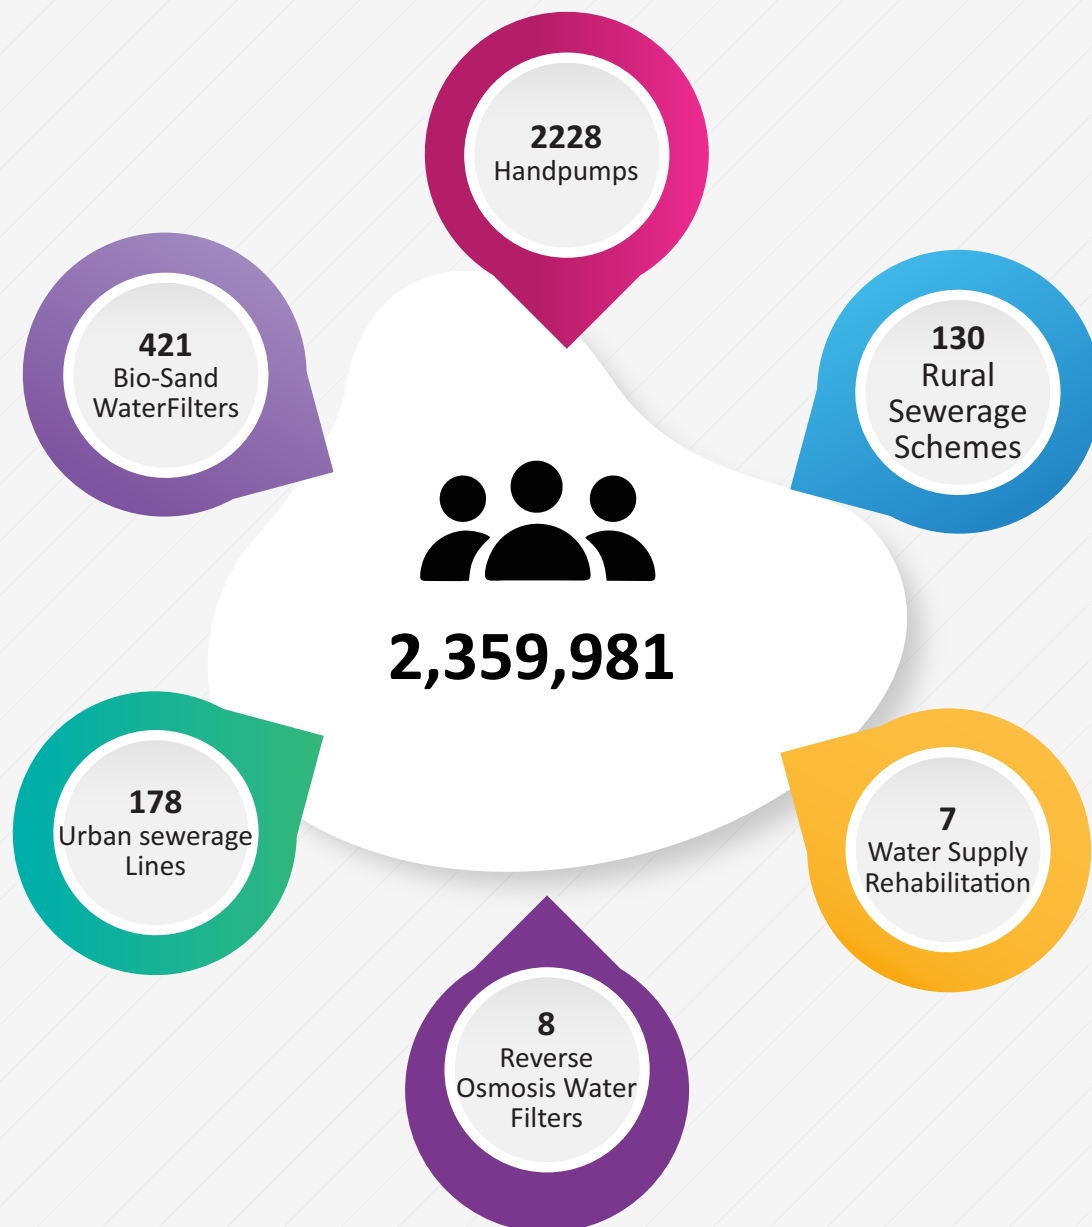 2228
Handpumps
421
Bio-Sand
WaterFilters
130
Rural
Sewerage
Schemes
2,359,981
178
Urban sewerage
Lines
7
Water Supply
Rehabilitation
8
Reverse
Osmosis Water
Filters